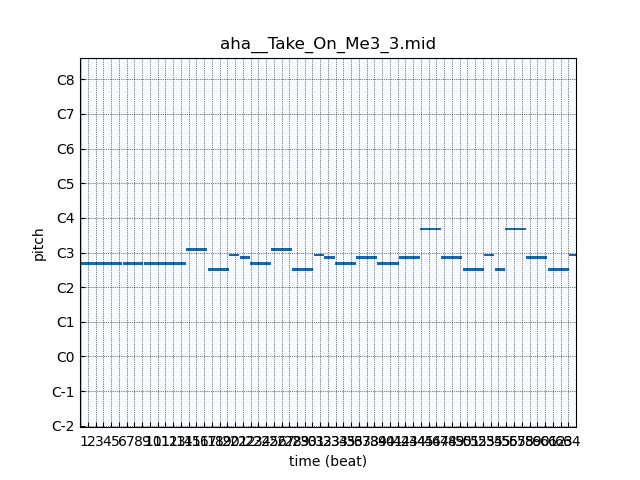 aha__Take_On_Me3_3.mid
C8
C7
C6
C5
C4
C3
C2
C1
C0
C-1
C-2
pitch
time (beat)